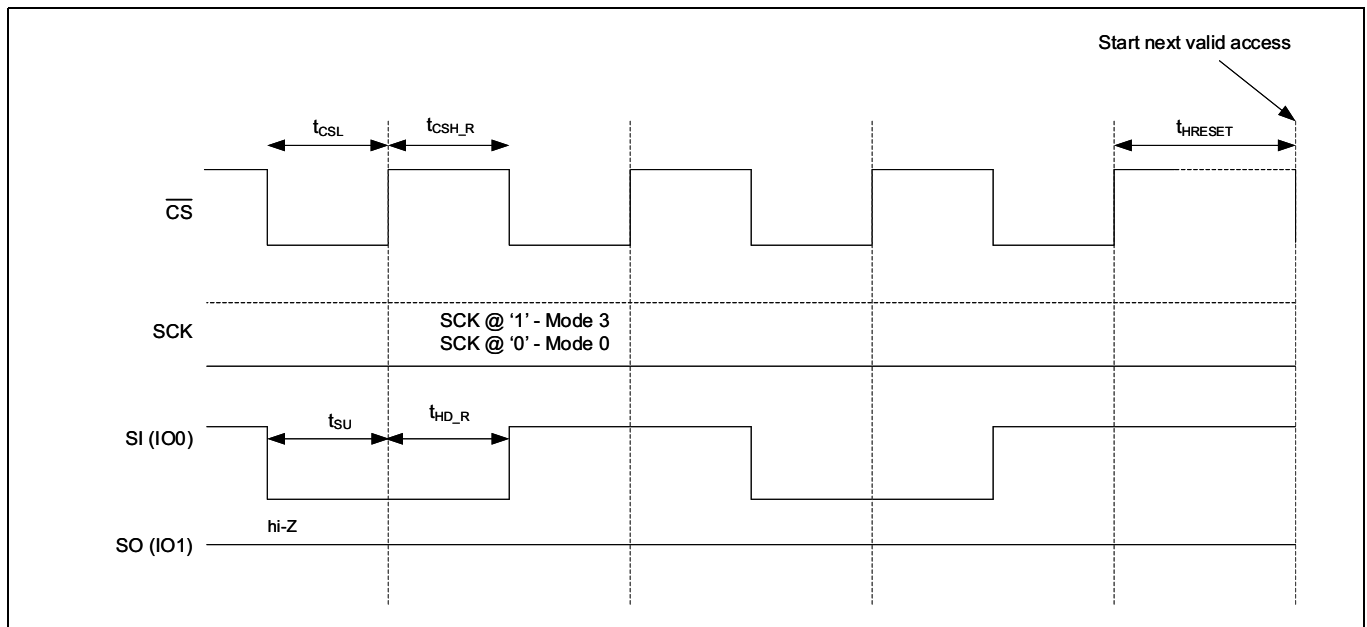 Start next valid access
tCSL
tCSH_R
tHRESET
CS
SCK
SCK @ ‘1’ - Mode 3
SCK @ ‘0’ - Mode 0
tSU
tHD_R
SI (IO0)
hi-Z
SO (IO1)